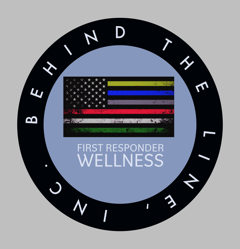 BEHIND THE LINE, INC.
FIRST RESPONDER
WELLNESS